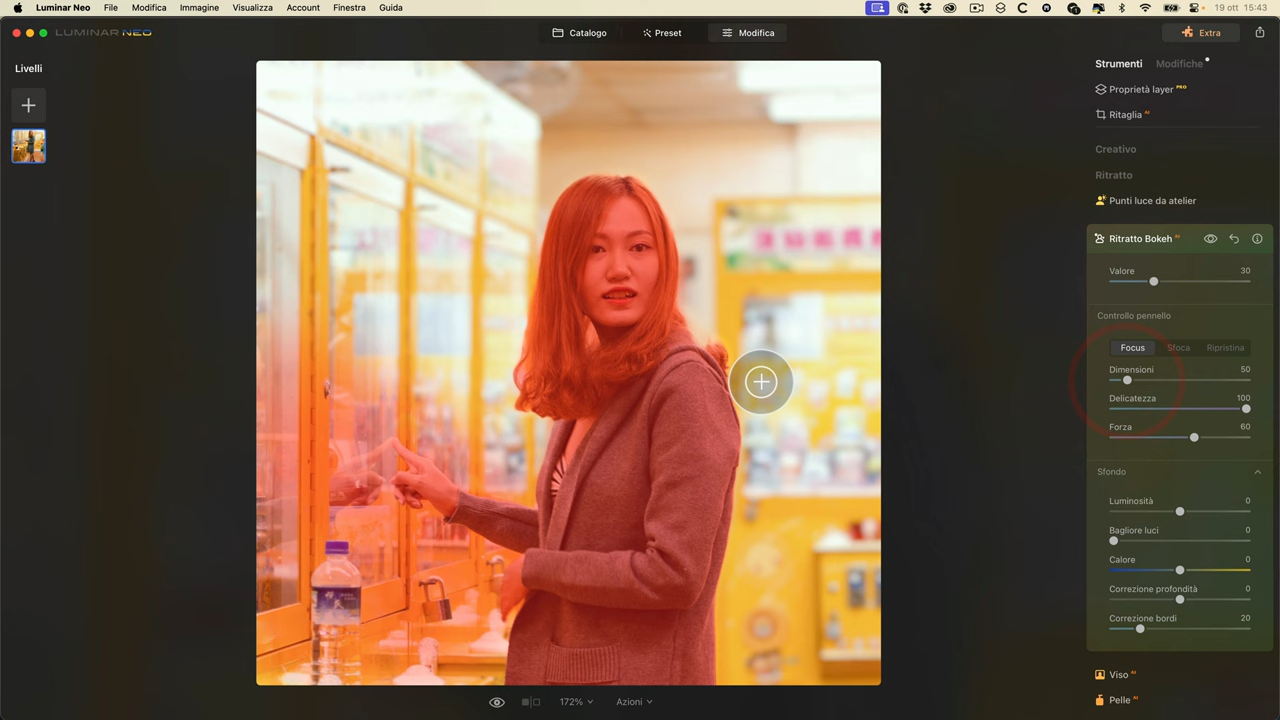 Luminar Neo File Modifica Immagine Visualizza Account Finestra Guida 19 ott 15:43
LUMINAR NEO Catalogo Preset Modifica Extra
Livelli
Strumenti Modifiche
Proprietà layer PRO
Ritaglia AI
Creativo
Ritratto
Punti luce da atelier
Ritratto Bokeh AI
Valore 30
Controllo pennello
Focus Sfoca Ripristina
Dimensioni 50
Delicatezza 100
Forza 60
Sfondo
Luminosità 0
Bagliore luci 0
Calore 0
Correzione profondità 0
Correzione bordi 20
Viso AI
Pelle AI
172% Azioni